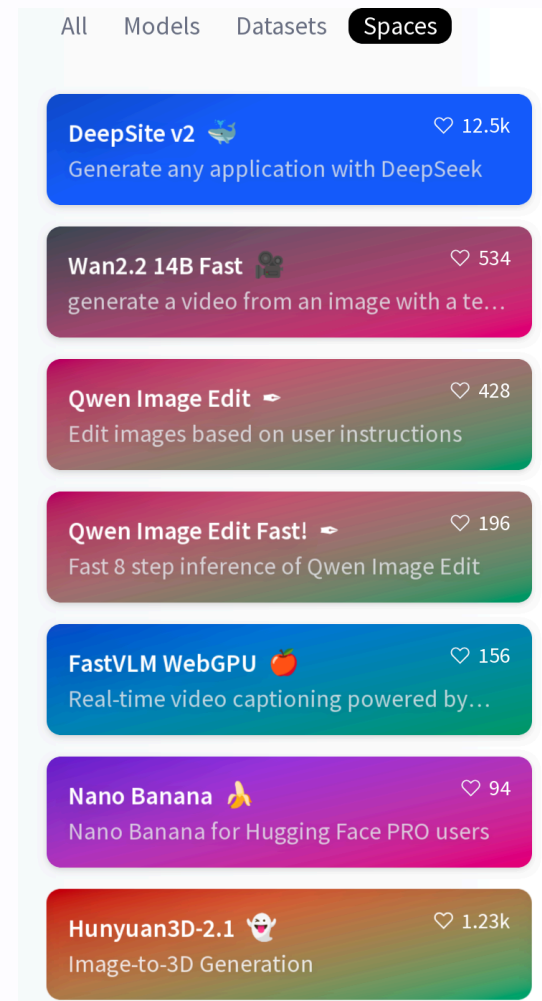 All Models Datasets Spaces
DeepSite v2 🐳 ♡ 12.5k
Generate any application with DeepSeek
Wan2.2 14B Fast 🎥 ♡ 534
generate a video from an image with a te…
Qwen Image Edit ✒ ♡ 428
Edit images based on user instructions
Qwen Image Edit Fast! ✒ ♡ 196
Fast 8 step inference of Qwen Image Edit
FastVLM WebGPU 🍎 ♡ 156
Real-time video captioning powered by…
Nano Banana 🍌 ♡ 94
Nano Banana for Hugging Face PRO users
Hunyuan3D-2.1 👻 ♡ 1.23k
Image-to-3D Generation